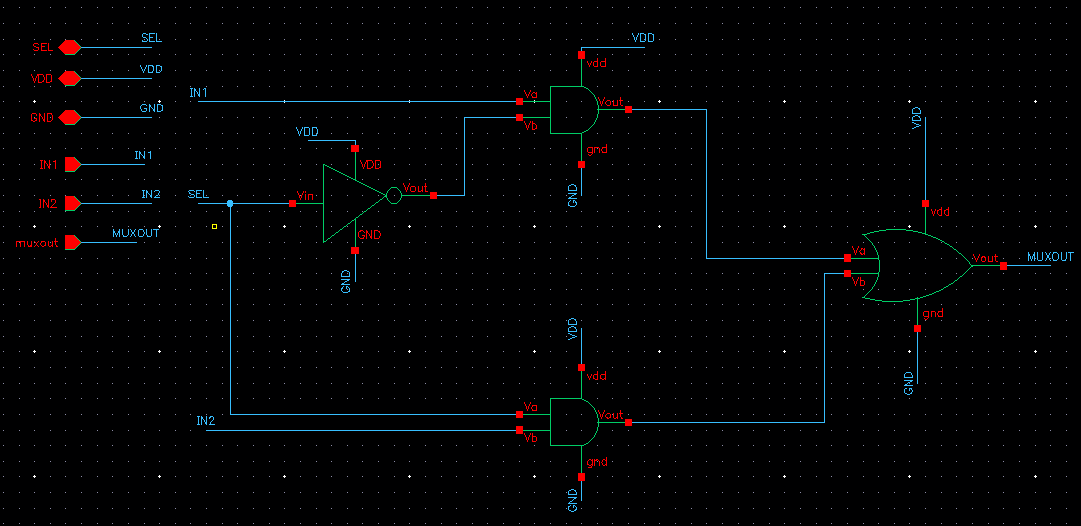 SEL SEL
VDD VDD
GND GND
IN1 IN1
IN2 IN2
muxout MUXOUT
IN1
SEL
IN2
VDD
VDD
Vin
Vout
GND
GND
VDD
vdd
Va
Vb
Vout
gnd
GND
VDD
vdd
Va
Vb
Vout
gnd
GND
VDD
vdd
Va
Vb
Vout
MUXOUT
gnd
GND